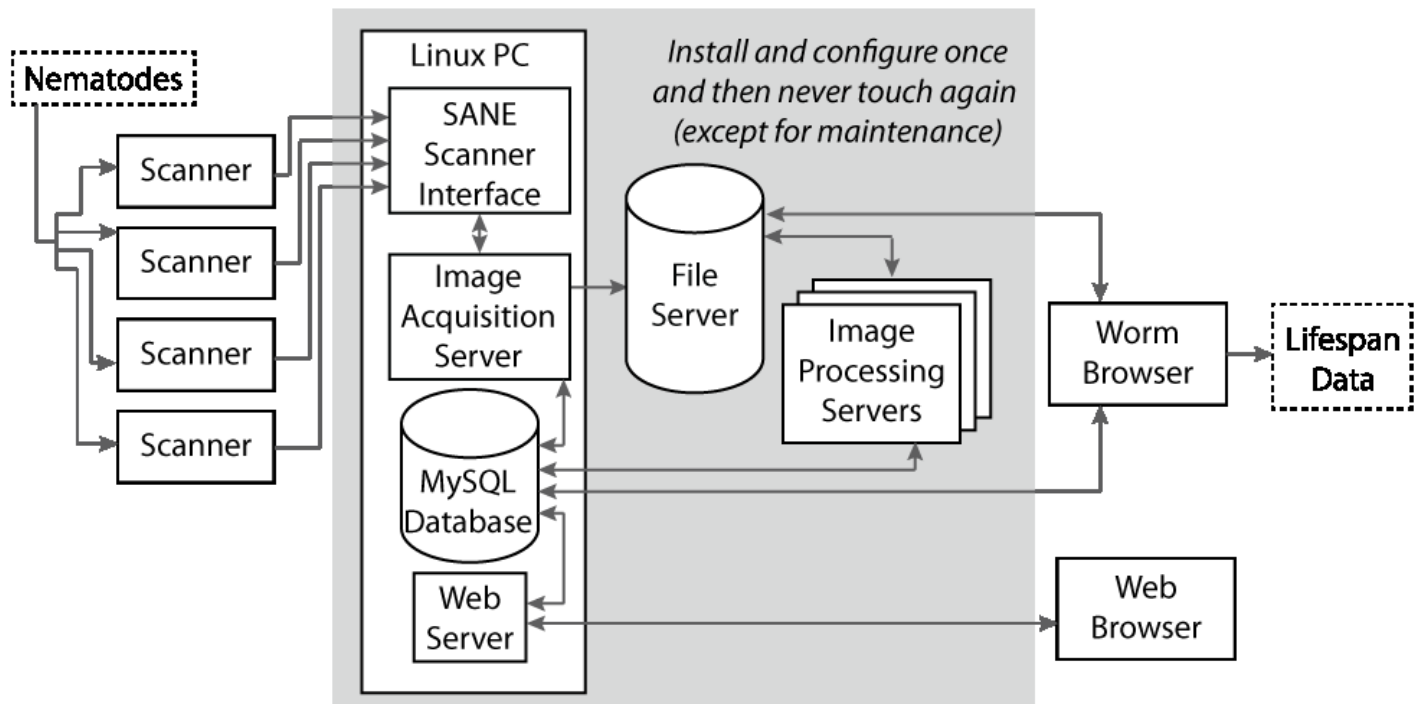 Nematodes
Scanner
Scanner
Scanner
Scanner
Linux PC
SANE
Scanner
Interface
Image
Acquisition
Server
MySQL
Database
Web
Server
Install and configure once
and then never touch again
(except for maintenance)
File
Server
Image
Processing
Servers
Worm
Browser
Lifespan
Data
Web
Browser